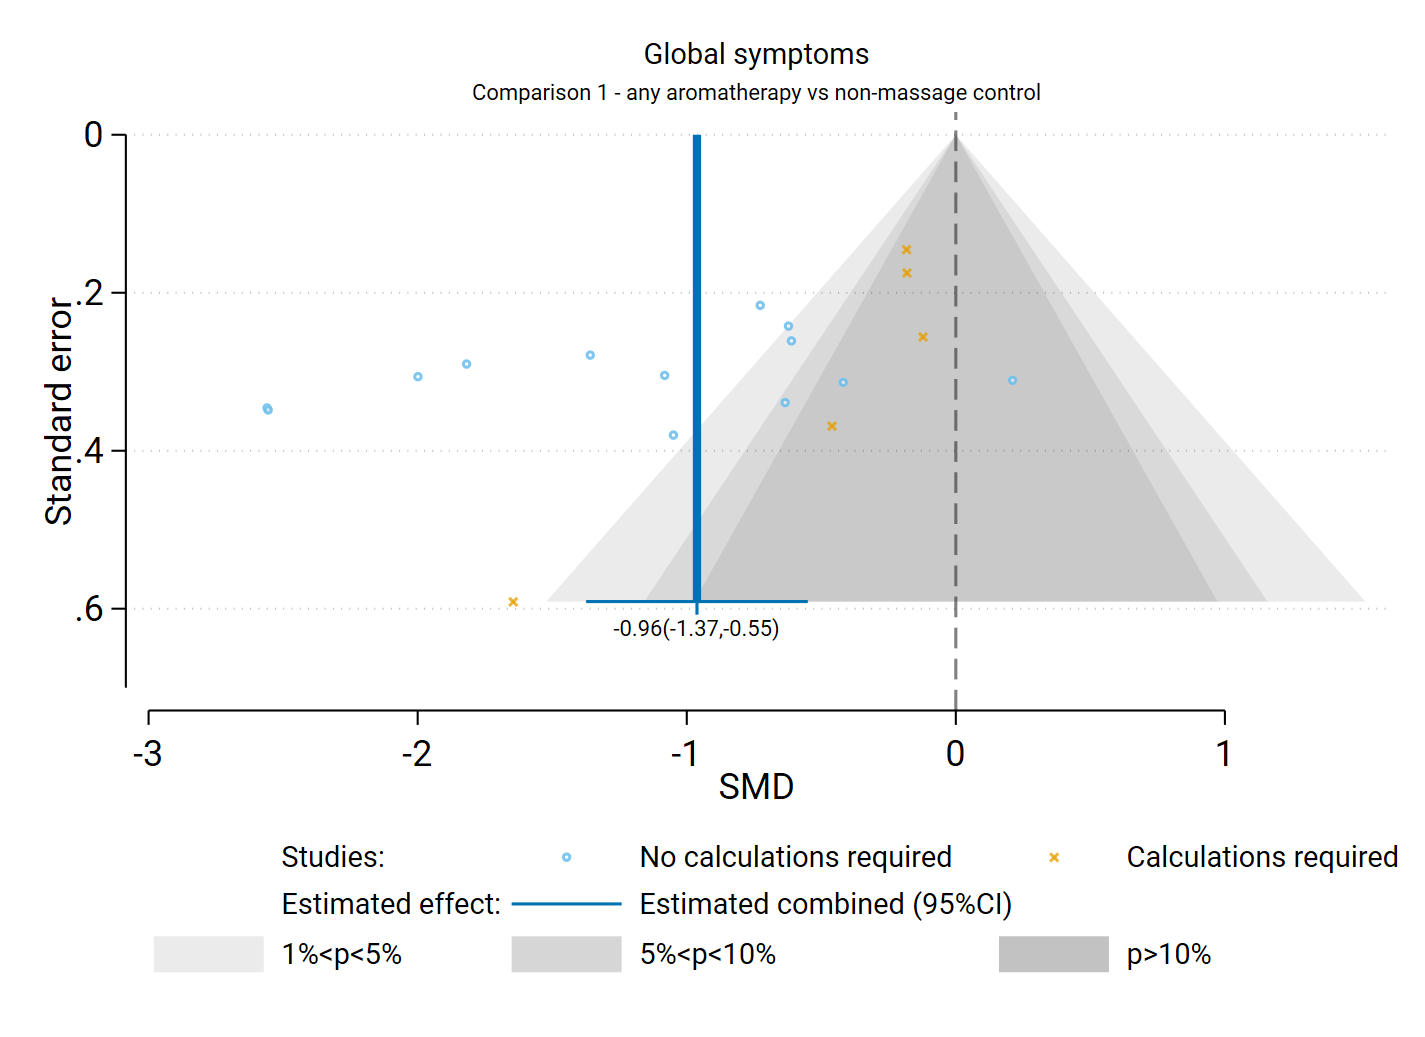 Global symptoms
Comparison 1 - any aromatherapy vs non-massage control
0
.2
.4
.6
Standard error
-0.96(-1.37,-0.55)
-3 -2 -1 0 1
SMD
Studies: No calculations required Calculations required
Estimated effect: Estimated combined (95%CI)
1%<p<5% 5%<p<10% p>10%